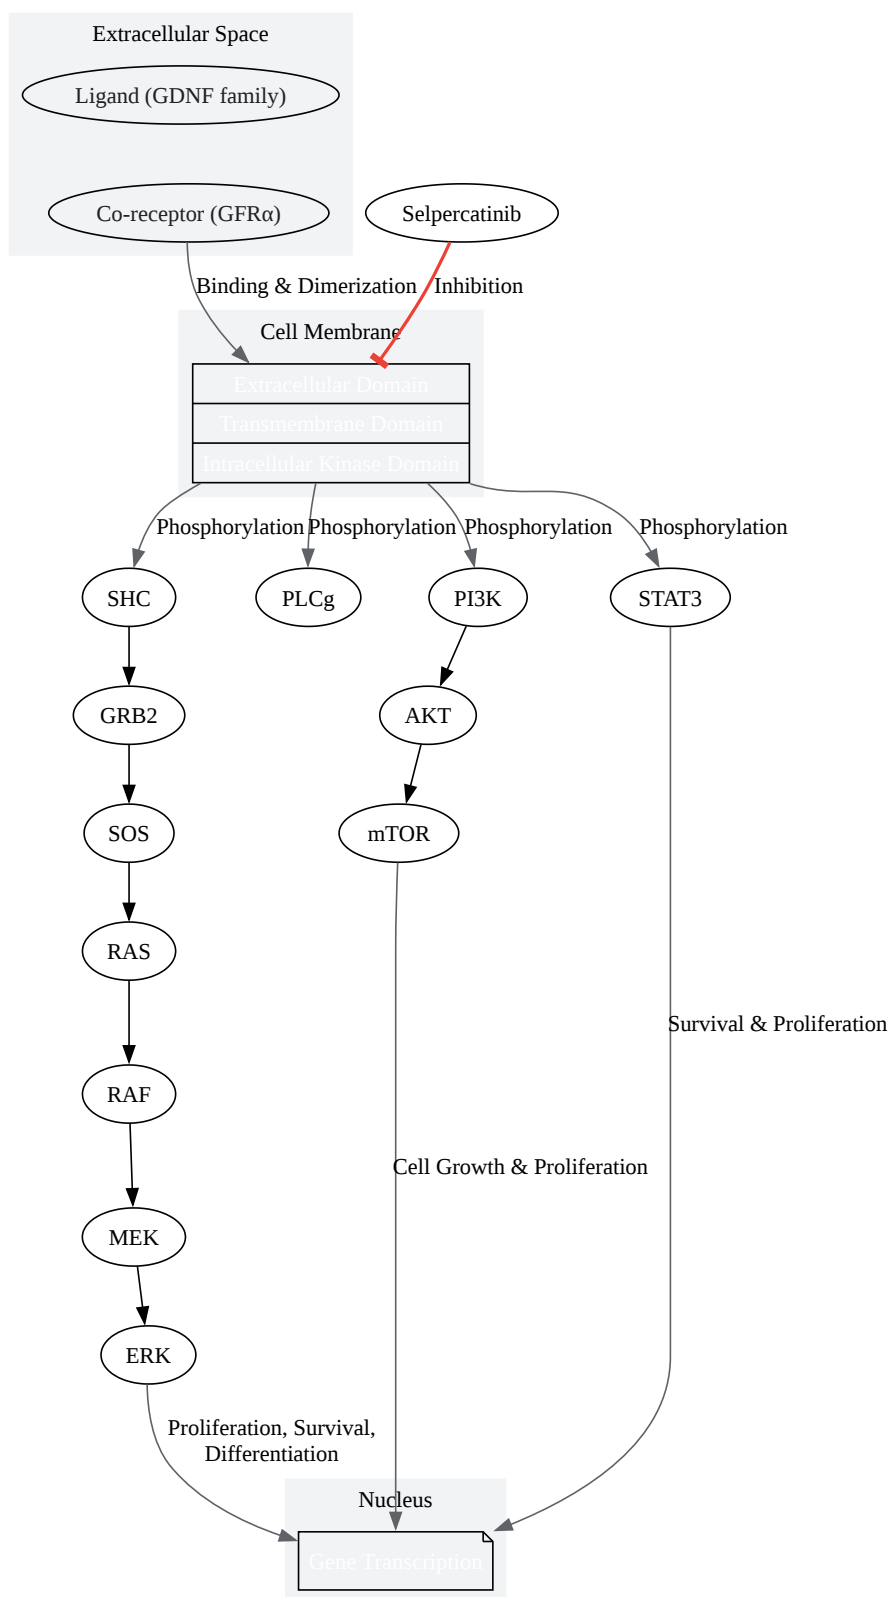 Extracellular Space
Ligand (GDNF family)
Co-receptor (GFRα)
Selpercatinib
Binding & Dimerization
Inhibition
Cell Membrane
Extracellular Domain
Transmembrane Domain
Intracellular Kinase Domain
Phosphorylation
Phosphorylation
Phosphorylation
Phosphorylation
SHC
PLCg
PI3K
STAT3
GRB2
AKT
SOS
mTOR
RAS
Survival & Proliferation
RAF
Cell Growth & Proliferation
MEK
ERK
Proliferation, Survival,
Differentiation
Nucleus
Gene Transcription